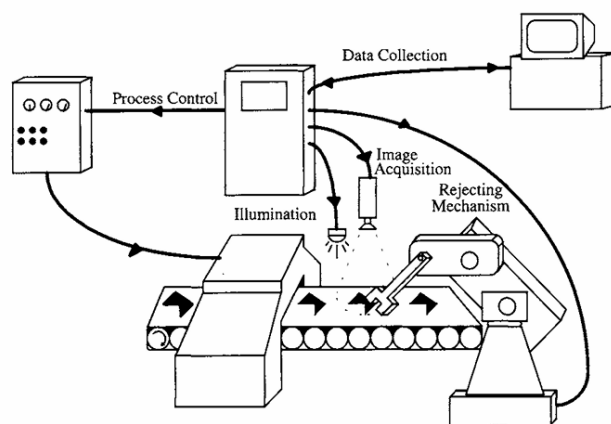 Data Collection
Process Control
Image
Acquisition
Rejecting
Mechanism
Illumination